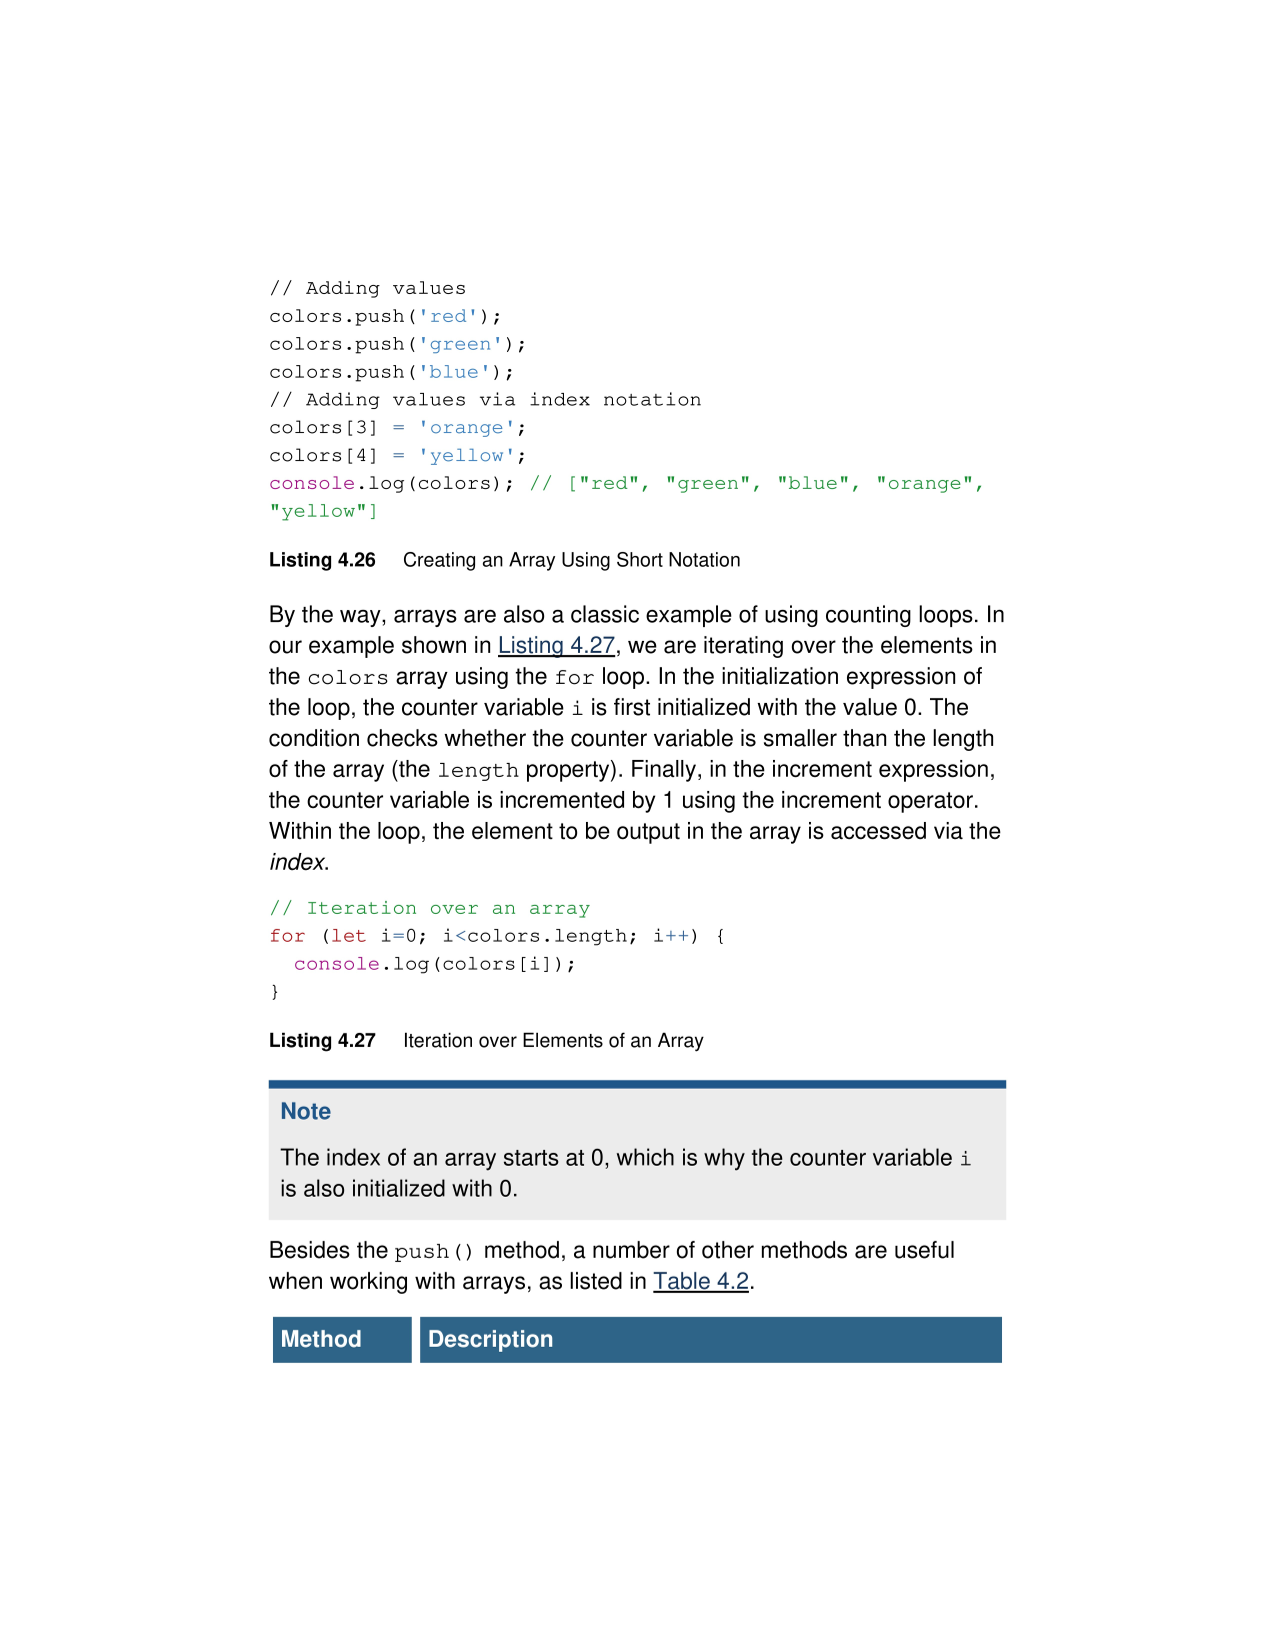 // Adding values
colors.push('red');
colors.push('green');
colors.push('blue');
// Adding values via index notation
colors[3] = 'orange';
colors[4] = 'yellow';
console.log(colors); // ["red", "green", "blue", "orange",
"yellow"]
Listing 4.26 Creating an Array Using Short Notation
By the way, arrays are also a classic example of using counting loops. In
our example shown in Listing 4.27, we are iterating over the elements in
the colors array using the for loop. In the initialization expression of
the loop, the counter variable i is first initialized with the value 0. The
condition checks whether the counter variable is smaller than the length
of the array (the length property). Finally, in the increment expression,
the counter variable is incremented by 1 using the increment operator.
Within the loop, the element to be output in the array is accessed via the
index.
// Iteration over an array
for (let i=0; i<colors.length; i++) {
  console.log(colors[i]);
}
Listing 4.27 Iteration over Elements of an Array
Note
The index of an array starts at 0, which is why the counter variable i
is also initialized with 0.
Besides the push() method, a number of other methods are useful
when working with arrays, as listed in Table 4.2.
Method Description